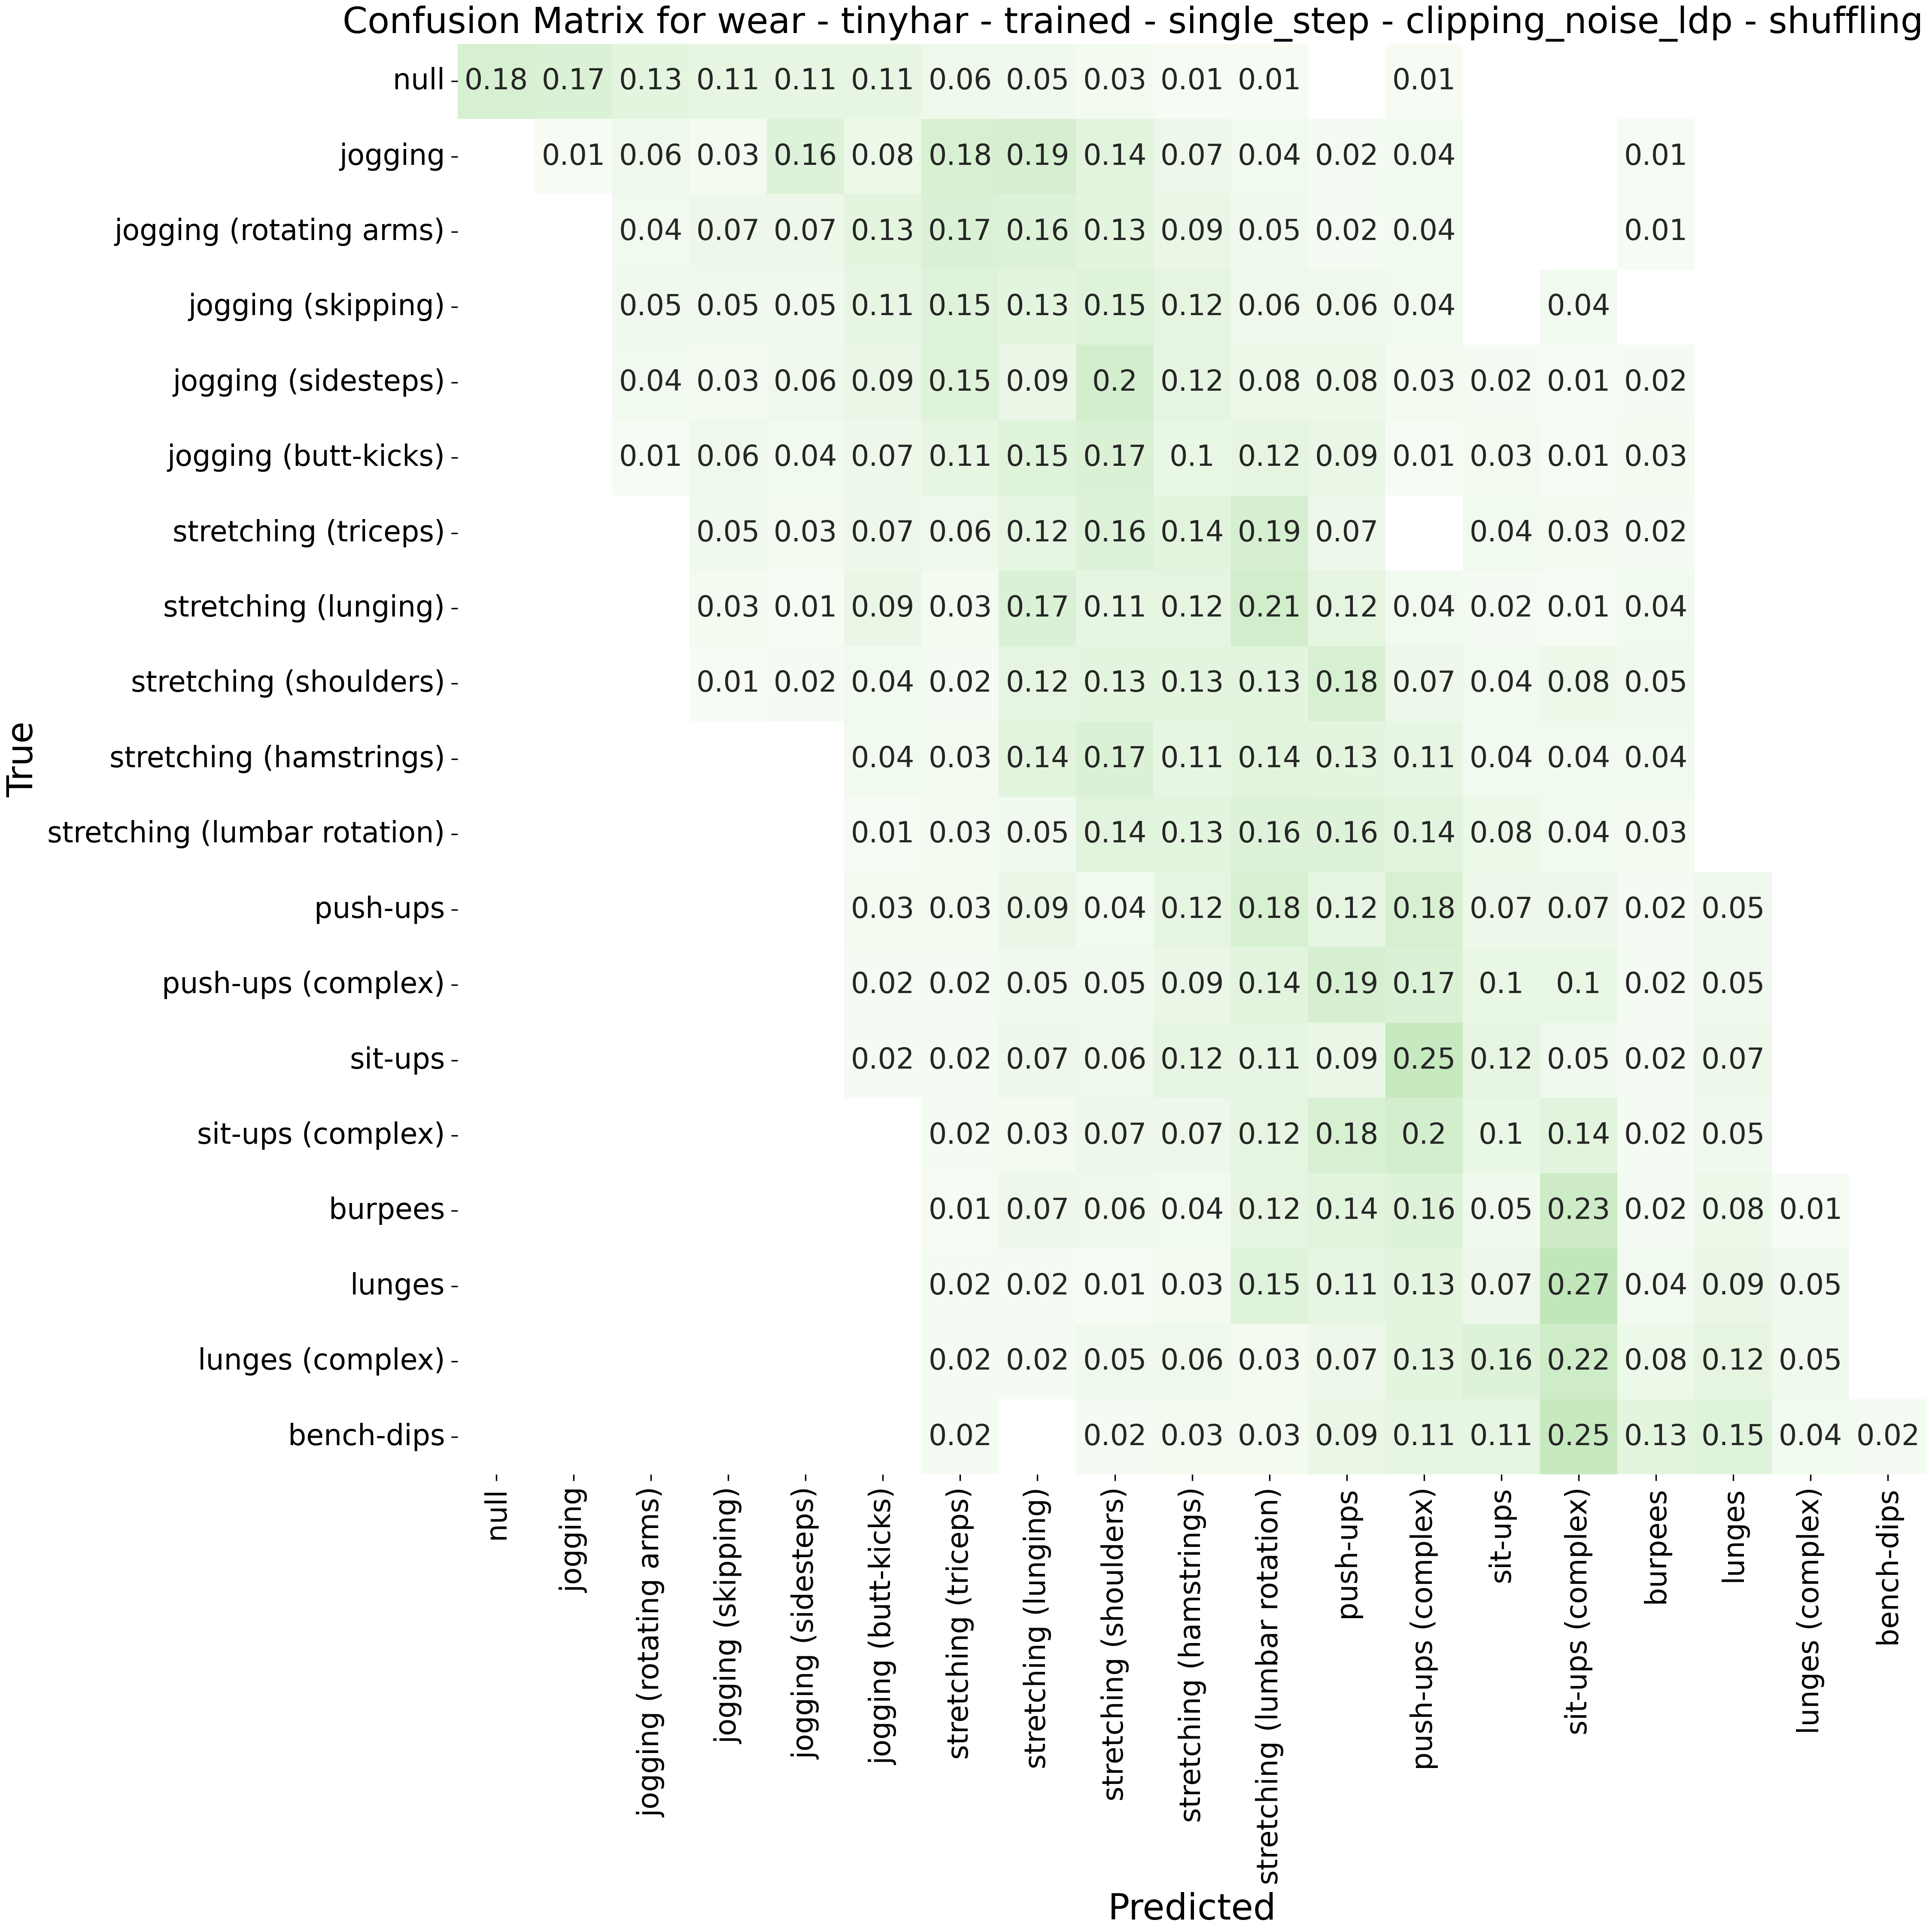 Confusion Matrix for wear - tinyhar - trained - single_step - clipping_noise_ldp - shuffling
True
null 0.18 0.17 0.13 0.11 0.11 0.11 0.06 0.05 0.03 0.01 0.01 0.01
jogging 0.01 0.06 0.03 0.16 0.08 0.18 0.19 0.14 0.07 0.04 0.02 0.04 0.01
jogging (rotating arms) 0.04 0.07 0.07 0.13 0.17 0.16 0.13 0.09 0.05 0.02 0.04 0.01
jogging (skipping) 0.05 0.05 0.05 0.11 0.15 0.13 0.15 0.12 0.06 0.06 0.04 0.04
jogging (sidesteps) 0.04 0.03 0.06 0.09 0.15 0.09 0.2 0.12 0.08 0.08 0.03 0.02 0.01 0.02
jogging (butt-kicks) 0.01 0.06 0.04 0.07 0.11 0.15 0.17 0.1 0.12 0.09 0.01 0.03 0.01 0.03
stretching (triceps) 0.05 0.03 0.07 0.06 0.12 0.16 0.14 0.19 0.07 0.04 0.03 0.02
stretching (lunging) 0.03 0.01 0.09 0.03 0.17 0.11 0.12 0.21 0.12 0.04 0.02 0.01 0.04
stretching (shoulders) 0.01 0.02 0.04 0.02 0.12 0.13 0.13 0.13 0.18 0.07 0.04 0.08 0.05
stretching (hamstrings) 0.04 0.03 0.14 0.17 0.11 0.14 0.13 0.11 0.04 0.04 0.04
stretching (lumbar rotation) 0.01 0.03 0.05 0.14 0.13 0.16 0.16 0.14 0.08 0.04 0.03
push-ups 0.03 0.03 0.09 0.04 0.12 0.18 0.12 0.18 0.07 0.07 0.02 0.05
push-ups (complex) 0.02 0.02 0.05 0.05 0.09 0.14 0.19 0.17 0.1 0.1 0.02 0.05
sit-ups 0.02 0.02 0.07 0.06 0.12 0.11 0.09 0.25 0.12 0.05 0.02 0.07
sit-ups (complex) 0.02 0.03 0.07 0.07 0.12 0.18 0.2 0.1 0.14 0.02 0.05
burpees 0.01 0.07 0.06 0.04 0.12 0.14 0.16 0.05 0.23 0.02 0.08 0.01
lunges 0.02 0.02 0.01 0.03 0.15 0.11 0.13 0.07 0.27 0.04 0.09 0.05
lunges (complex) 0.02 0.02 0.05 0.06 0.03 0.07 0.13 0.16 0.22 0.08 0.12 0.05
bench-dips 0.02 0.02 0.03 0.03 0.09 0.11 0.11 0.25 0.13 0.15 0.04 0.02
null
jogging
jogging (rotating arms)
jogging (skipping)
jogging (sidesteps)
jogging (butt-kicks)
stretching (triceps)
stretching (lunging)
stretching (shoulders)
stretching (hamstrings)
stretching (lumbar rotation)
push-ups
push-ups (complex)
sit-ups
sit-ups (complex)
burpees
lunges
lunges (complex)
bench-dips
Predicted